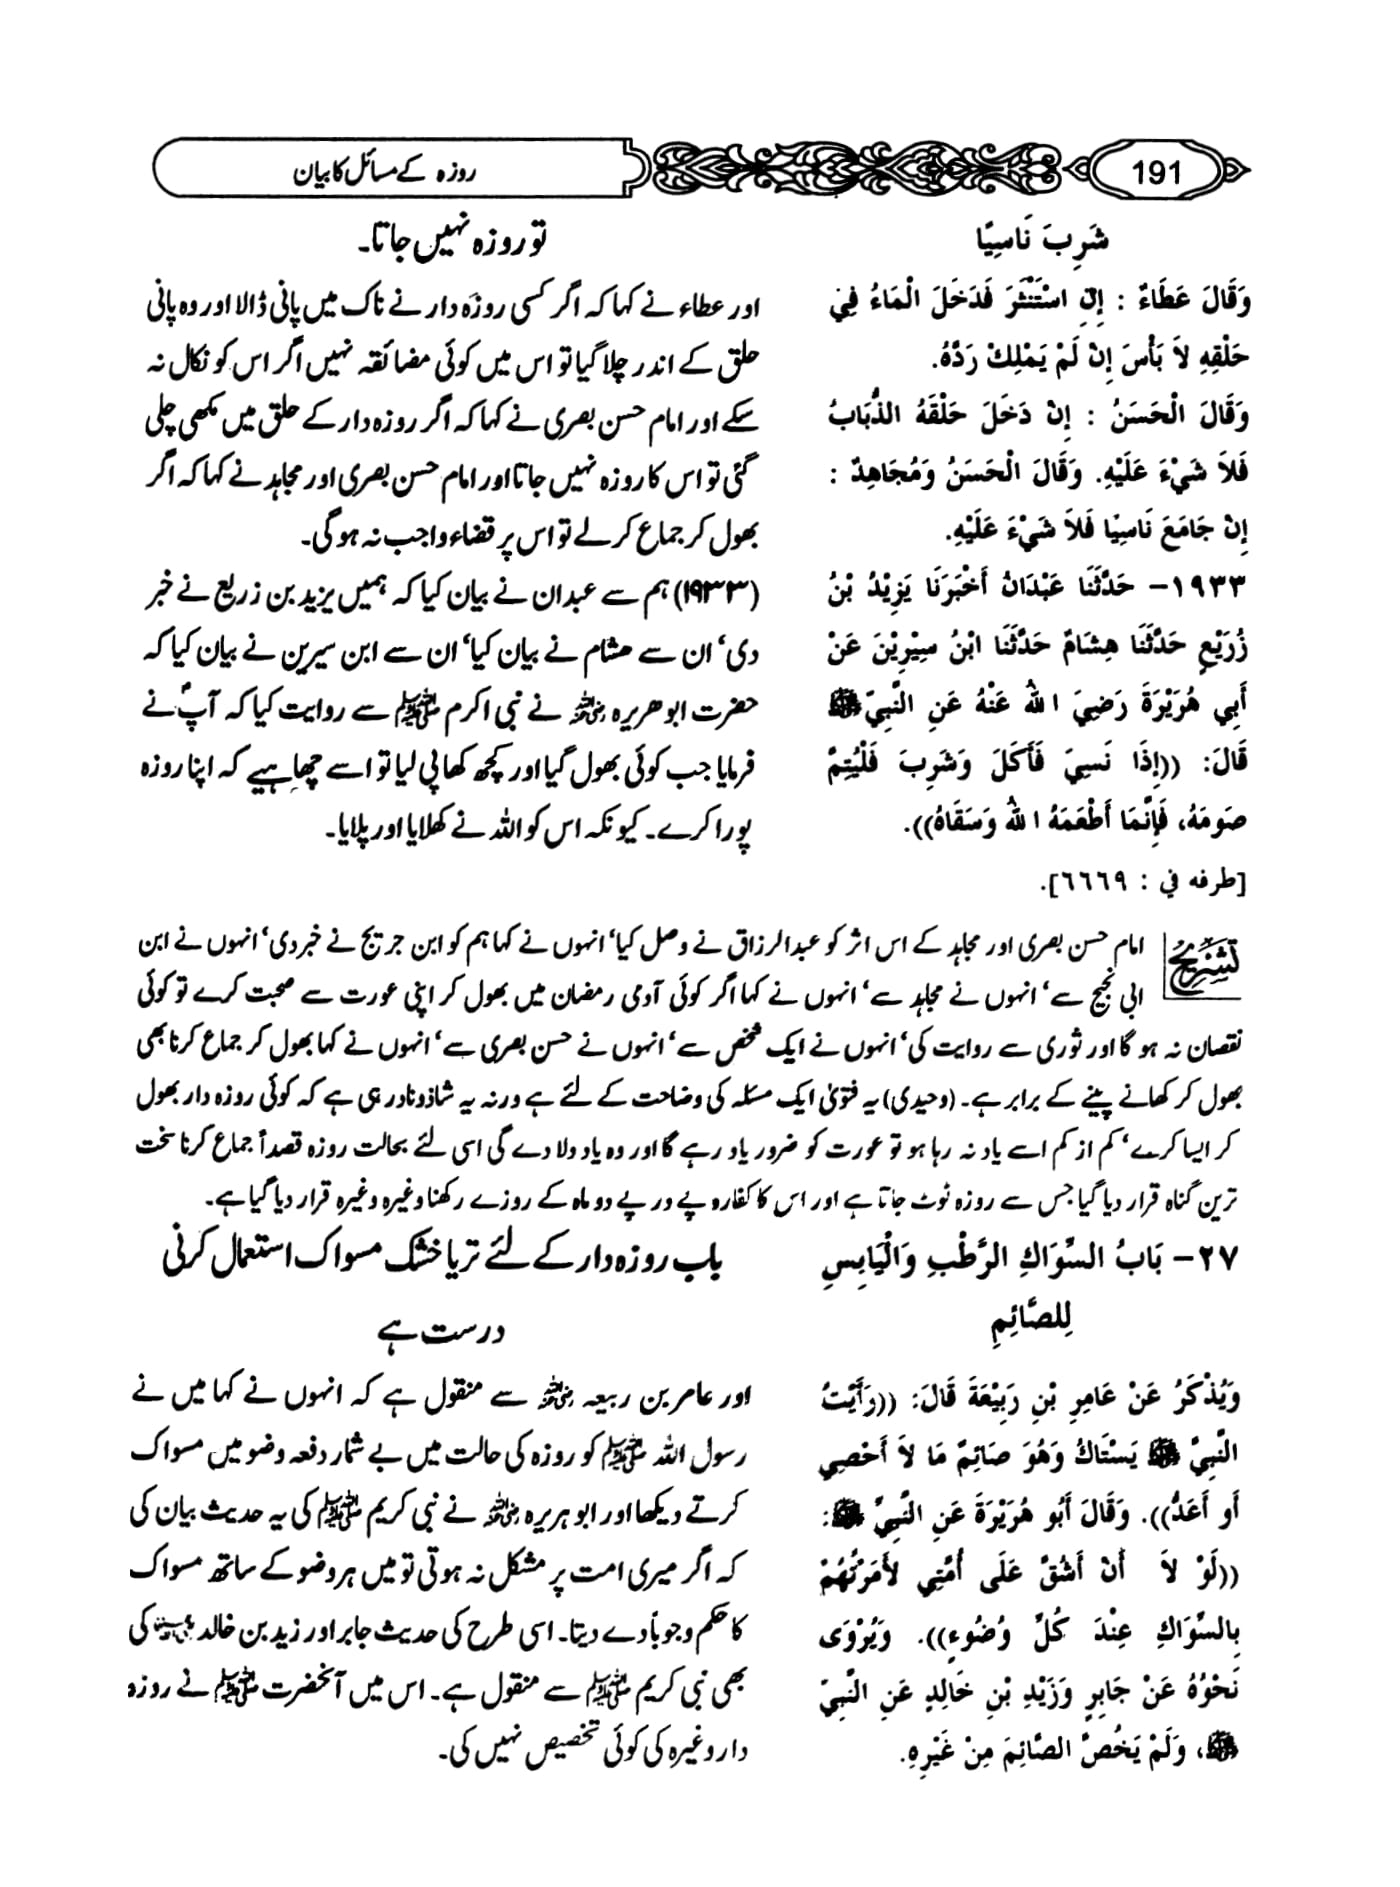 191
روزہ کے مسائل کا بیان
شَرِبَ نَاسِيًا
وَقَالَ عَطَاءٌ : إِنِ اسْتَنْثَرَ فَدَخَلَ الْمَاءُ فِي
حَلْقِهِ لاَ بَأْسَ إِنْ لَمْ يَمْلِكْ رَدَّهُ.
وَقَالَ الْحَسَنُ : إِنْ دَخَلَ حَلْقَهُ الذُّبَابُ
فَلاَ شَيْءَ عَلَيْهِ. وَقَالَ الْحَسَنُ وَمُجَاهِدٌ :
إِنْ جَامَعَ نَاسِيًا فَلاَ شَيْءَ عَلَيْهِ.
١٩٣٣- حَدَّثَنَا عَبْدَانُ أَخْبَرَنَا يَزِيْدُ بْنُ
زُرَيْعٍ حَدَّثَنَا هِشَامٌ حَدَّثَنَا ابْنُ سِيْرِيْنَ عَنْ
أَبِي هُرَيْرَةَ رَضِيَ اللهُ عَنْهُ عَنِ النَّبِيِّ ﷺ
قَالَ: ((إِذَا نَسِيَ فَأَكَلَ وَشَرِبَ فَلْيُتِمَّ
صَومَهُ، فَإِنَّمَا أَطْعَمَهُ اللهُ وَسَقَاهُ)).
[طرفه في : ٦٦٦٩].
تو روزہ نہیں جاتا۔
اور عطاء نے کہا کہ اگر کسی روزہ دار نے ناک میں پانی ڈالا اور وہ پانی
حلق کے اندر چلا گیا تو اس میں کوئی مضائقہ نہیں اگر اس کو نکال نہ
سکے اور امام حسن بصری نے کہا کہ اگر روزہ دار کے حلق میں مکھی چلی
گئی تو اس کا روزہ نہیں جاتا اور امام حسن بصری اور مجاہد نے کہا کہ اگر
بھول کر جماع کر لے تو اس پر قضاء واجب نہ ہو گی۔
(۱۹۳۳) ہم سے عبدان نے بیان کیا کہ ہمیں یزید بن زریع نے خبر
دی‘ ان سے ہشام نے بیان کیا‘ ان سے ابن سیرین نے بیان کیا کہ
حضرت ابوھریرہ رضی اللہ عنہ نے نبی اکرم ﷺ سے روایت کیا کہ آپؐ نے
فرمایا جب کوئی بھول گیا اور کچھ کھا پی لیا تو اسے چاہیے کہ اپنا روزہ
پورا کرے۔ کیونکہ اس کو اللہ نے کھلایا اور پلایا۔
تشریح
امام حسن بصری اور مجاہد کے اس اثر کو عبدالرزاق نے وصل کیا‘ انہوں نے کہا ہم کو ابن جریج نے خبر دی‘ انہوں نے ابن
ابی نجیح سے‘ انہوں نے مجاہد سے‘ انہوں نے کہا اگر کوئی آدمی رمضان میں بھول کر اپنی عورت سے صحبت کرے تو کوئی
نقصان نہ ہو گا اور ثوری سے روایت کی‘ انہوں نے ایک شخص سے‘ انہوں نے حسن بصری سے‘ انہوں نے کہا بھول کر جماع کرنا بھی
بھول کر کھانے پینے کے برابر ہے۔ (وحیدی) یہ فتویٰ ایک مسئلہ کی وضاحت کے لئے ہے ورنہ یہ شاذونادر ہی ہے کہ کوئی روزہ دار بھول
کر ایسا کرے‘ کم از کم اسے یاد نہ رہا ہو تو عورت کو ضرور یاد رہے گا اور وہ یاد دلا دے گی اسی لئے بحالت روزہ قصداً جماع کرنا سخت
ترین گناہ قرار دیا گیا جس سے روزہ ٹوٹ جاتا ہے اور اس کا کفارہ پے در پے دو ماہ کے روزے رکھنا وغیرہ وغیرہ قرار دیا گیا ہے۔
٢٧- بَابُ السِّوَاكِ الرَّطْبِ وَالْيَابِسِ
لِلصَّائِمِ
وَيُذْكَرُ عَنْ عَامِرِ بْنِ رَبِيْعَةَ قَالَ: ((رَأَيْتُ
النَّبِيَّ ﷺ يَسْتَاكُ وَهُوَ صَائِمٌ مَا لاَ أُحْصِي
أَو أَعُدُّ)). وَقَالَ أَبُو هُرَيْرَةَ عَنِ النَّبِيِّ ﷺ:
((لَوْ لاَ أَنْ أَشُقَّ عَلَى أُمَّتِي لأَمَرْتُهُمْ
بِالسِّوَاكِ عِنْدَ كُلِّ وُضُوءٍ)). وَيُرْوَى
نَحْوُهُ عَنْ جَابِرٍ وَزَيْدِ بْنِ خَالِدٍ عَنِ النَّبِيِّ
ﷺ، وَلَمْ يَخُصَّ الصَّائِمَ مِنْ غَيْرِهِ.
باب روزہ دار کے لئے تر یا خشک مسواک استعمال کرنی
درست ہے
اور عامر بن ربیعہ رضی اللہ عنہ سے منقول ہے کہ انہوں نے کہا میں نے
رسول اللہ ﷺ کو روزہ کی حالت میں بے شمار دفعہ وضو میں مسواک
کرتے دیکھا اور ابو ہریرہ رضی اللہ عنہ نے نبی کریم ﷺ کی یہ حدیث بیان کی
کہ اگر میری امت پر مشکل نہ ہوتی تو میں ہر وضو کے ساتھ مسواک
کا حکم وجوباً دے دیتا۔ اسی طرح کی حدیث جابر اور زید بن خالد رضی اللہ عنہما کی
بھی نبی کریم ﷺ سے منقول ہے۔ اس میں آنحضرت ﷺ نے روزہ
دار وغیرہ کی کوئی تخصیص نہیں کی۔